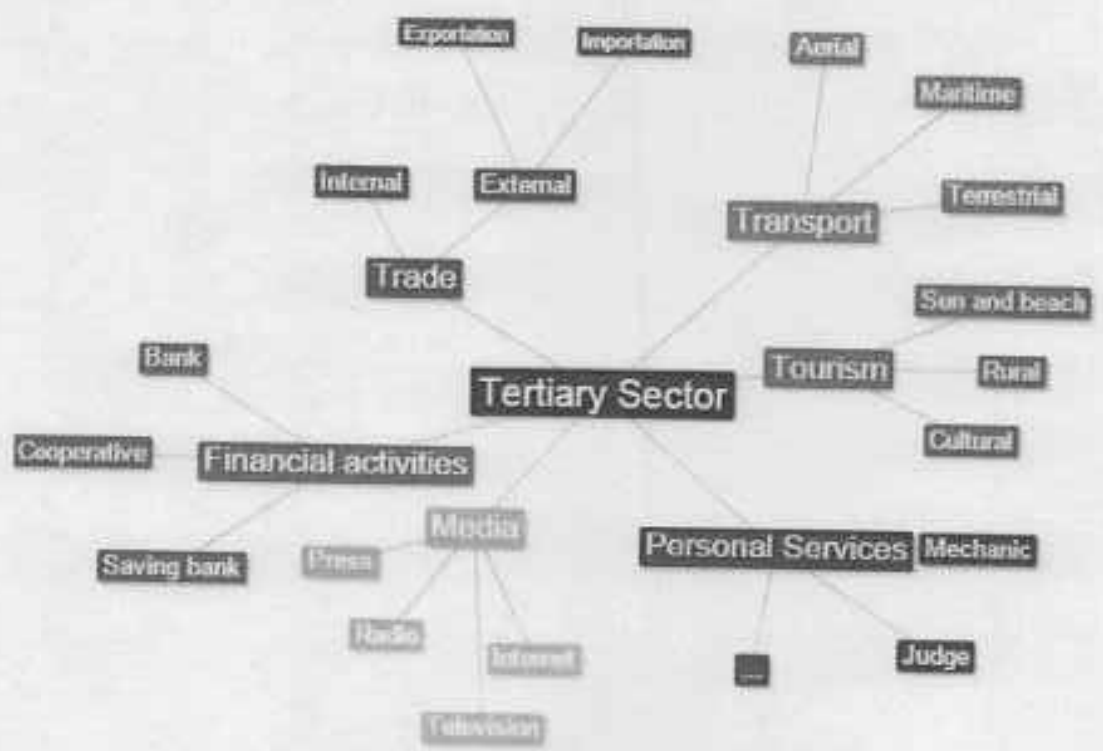 Exportation
Importation
Aerial
Maritime
Internal
External
Terrestrial
Transport
Trade
Sun and beach
Bank
Tertiary Sector
Tourism
Rural
Cooperative
Financial activities
Cultural
Media
Press
Personal Services
Mechanic
Saving bank
Radio
Internet
Judge
...
Television